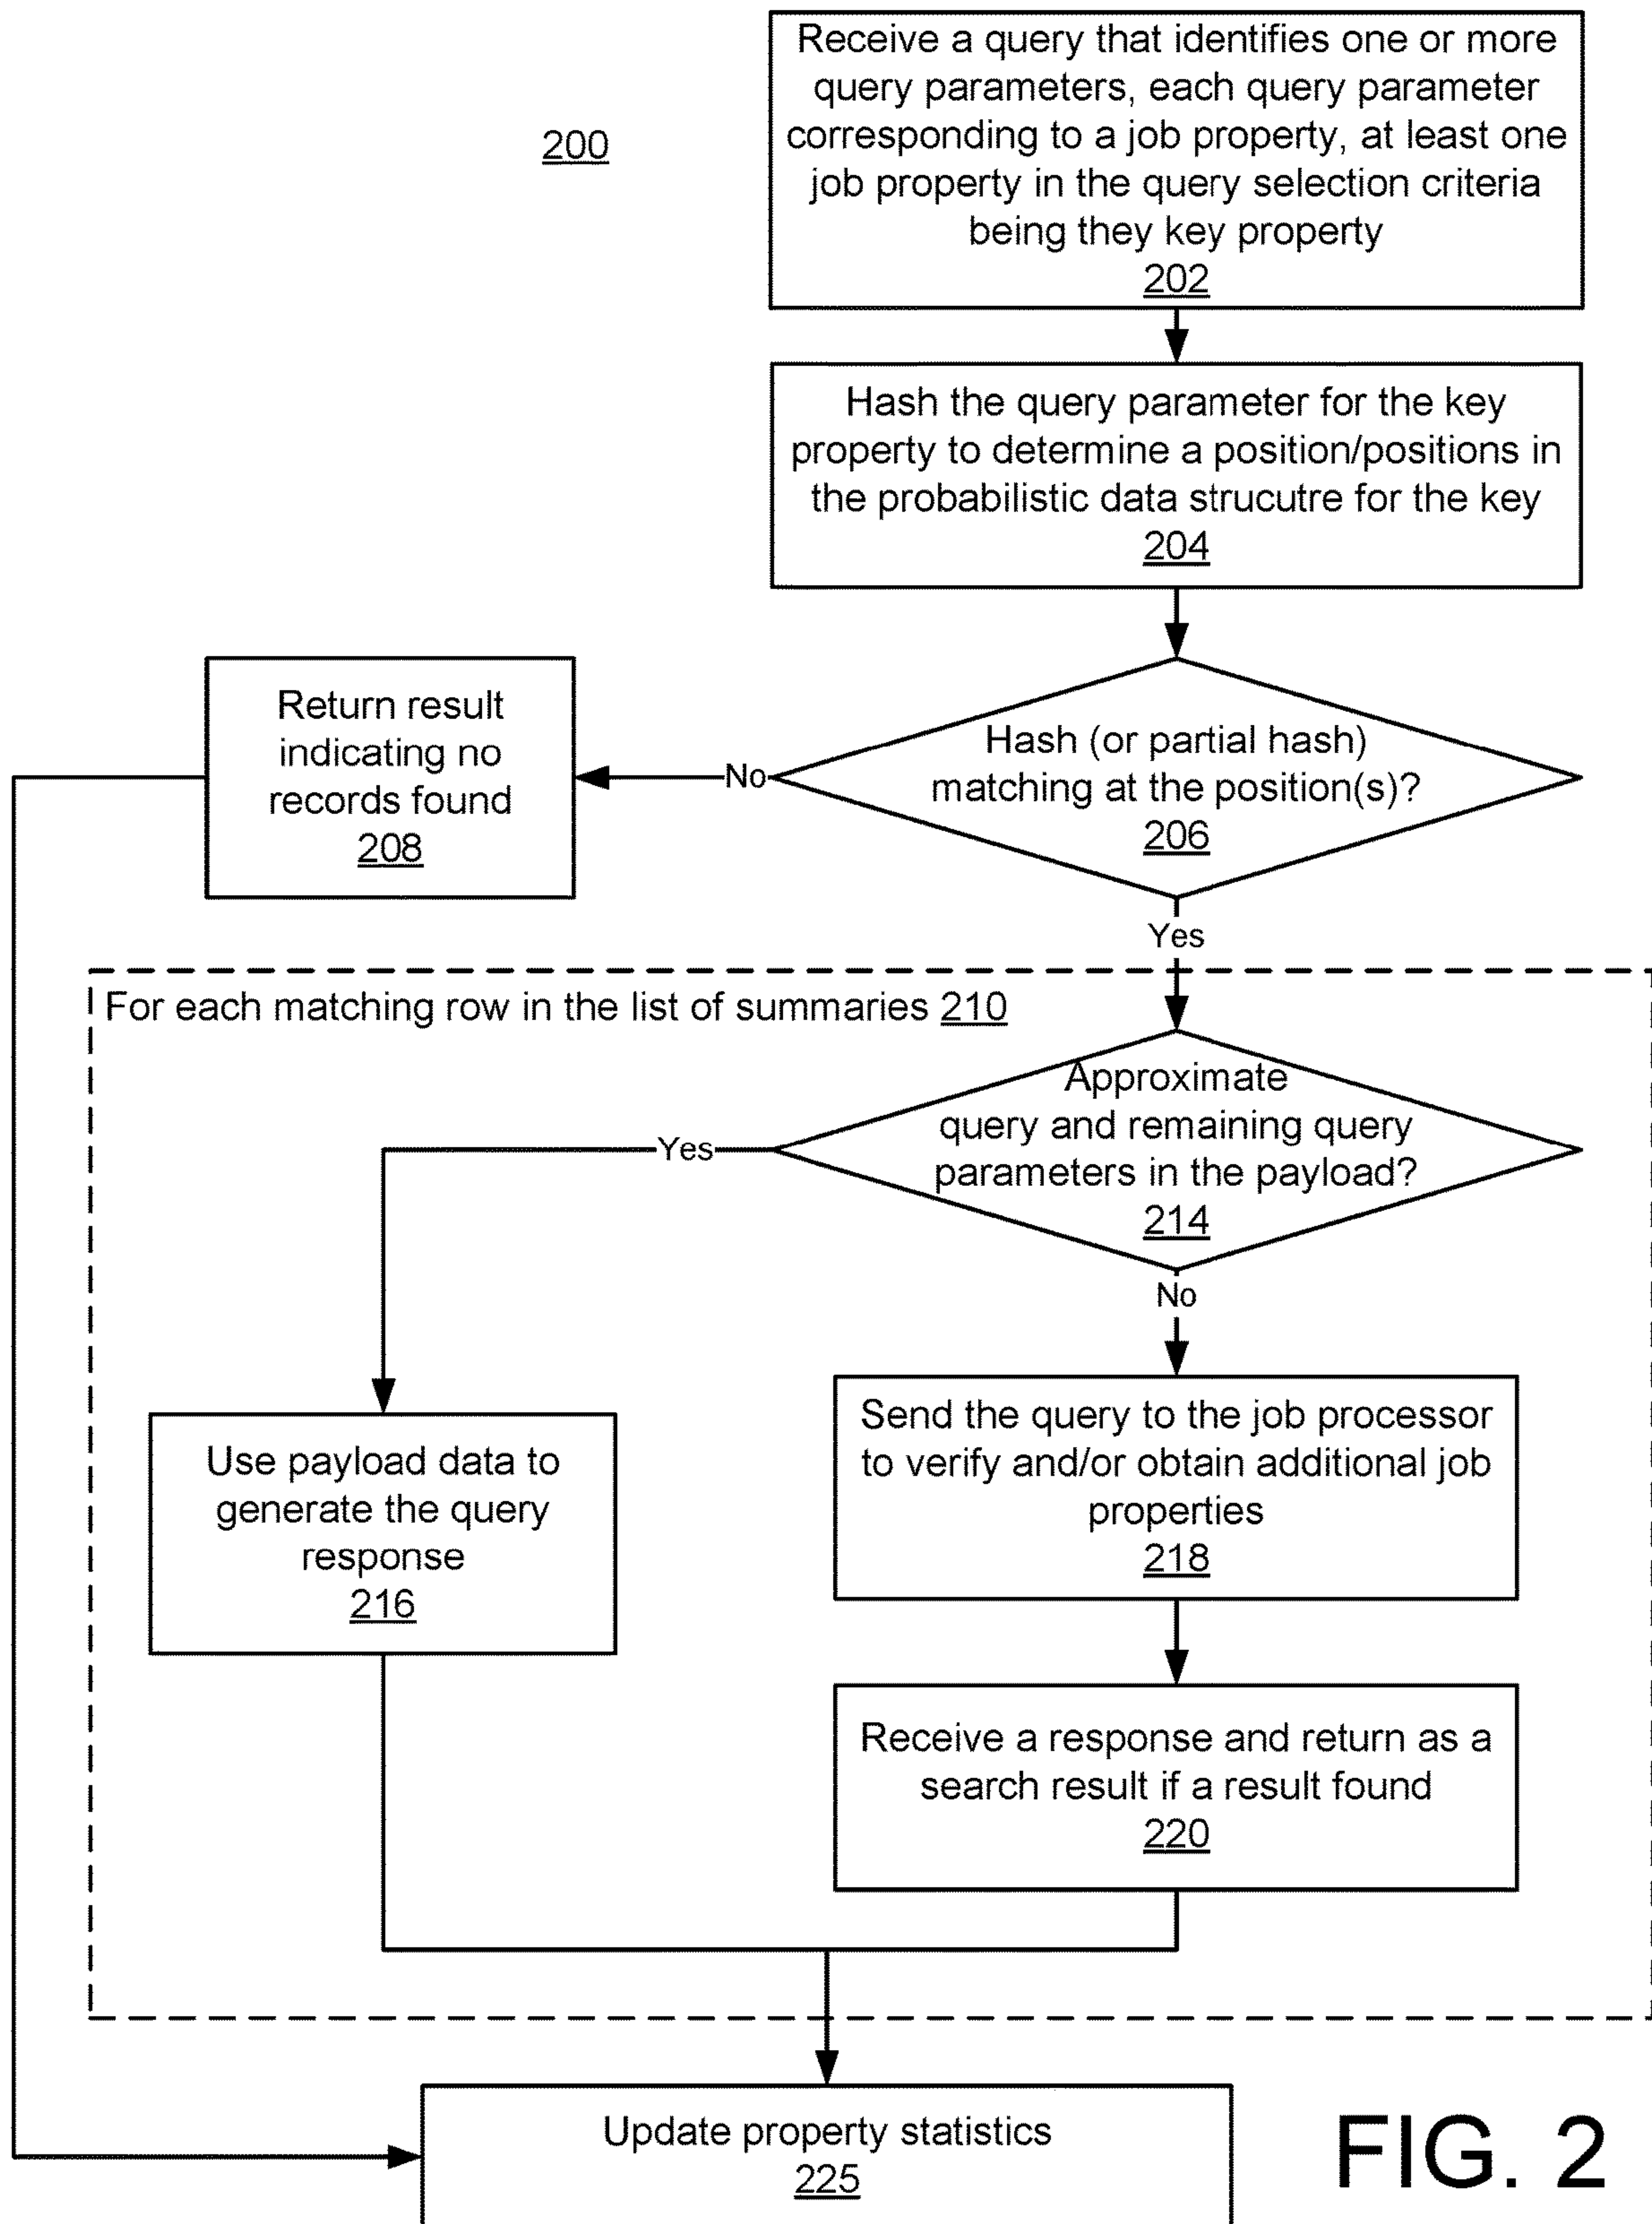 200
Receive a query that identifies one or more
query parameters, each query parameter
corresponding to a job property, at least one
job property in the query selection criteria
being they key property
202
Hash the query parameter for the key
property to determine a position/positions in
the probabilistic data strucutre for the key
204
Hash (or partial hash)
matching at the position(s)?
206
No
Return result
indicating no
records found
208
Yes
For each matching row in the list of summaries 210
Approximate
query and remaining query
parameters in the payload?
214
Yes
No
Use payload data to
generate the query
response
216
Send the query to the job processor
to verify and/or obtain additional job
properties
218
Receive a response and return as a
search result if a result found
220
Update property statistics
225
FIG. 2